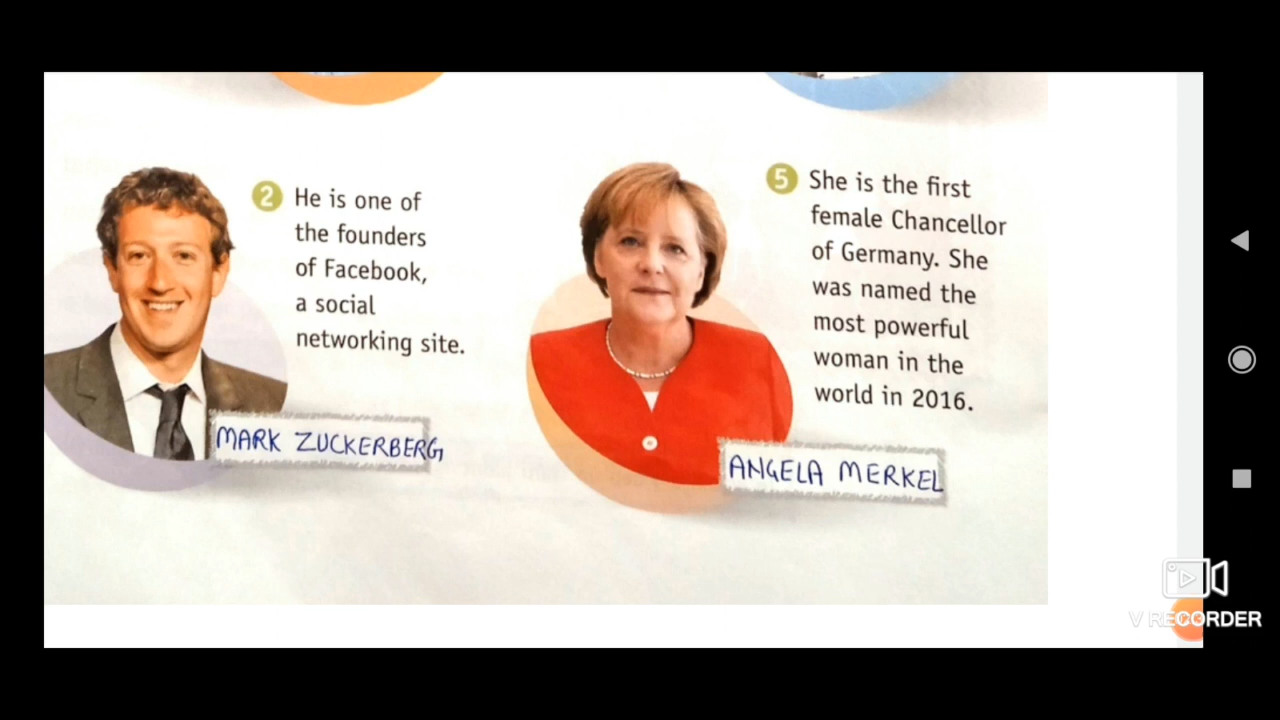 2
He is one of
the founders
of Facebook,
a social
networking site.
MARK ZUCKERBERG
5
She is the first
female Chancellor
of Germany. She
was named the
most powerful
woman in the
world in 2016.
ANGELA MERKEL
V RECORDER